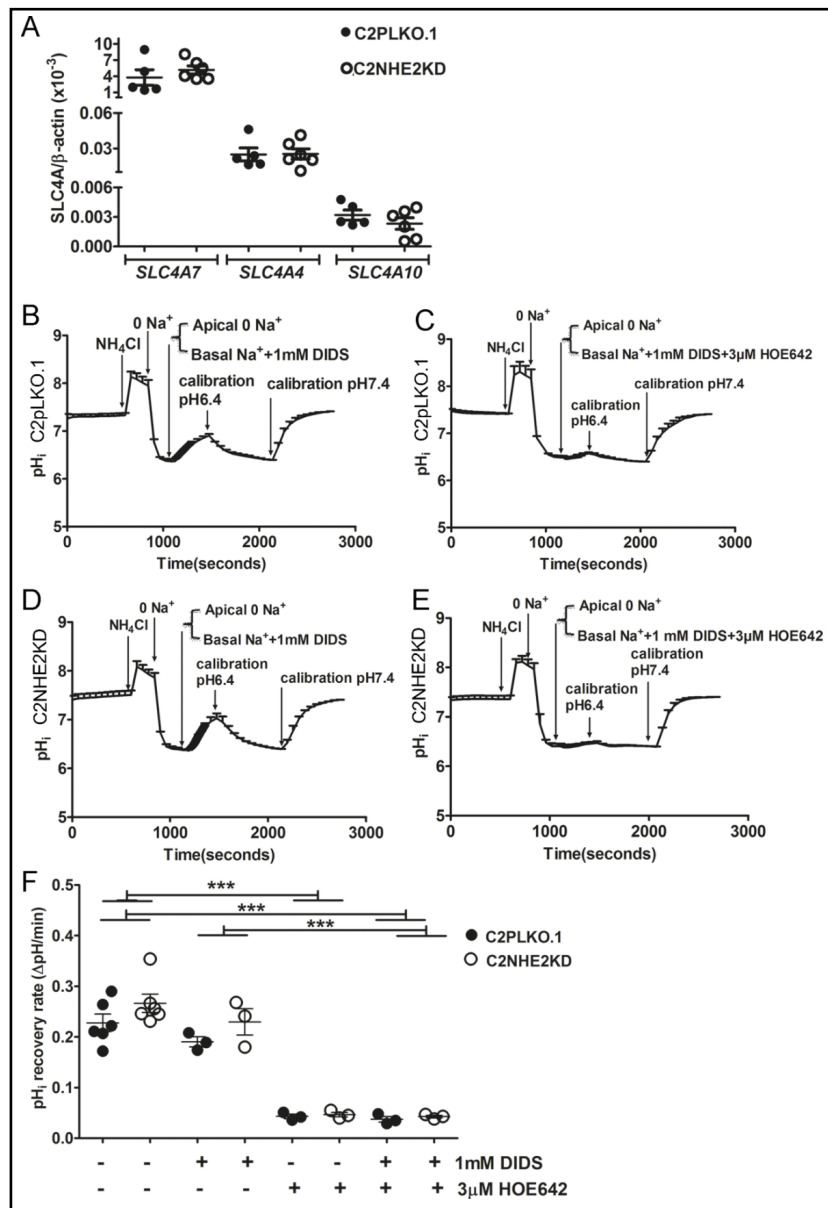 A
C2PLKO.1
C2NHE2KD
SLC4A/β-actin (x10⁻³)
10
7
4
1
0.06
0.03
0.006
0.003
0.000
SLC4A7
SLC4A4
SLC4A10
B
0 Na⁺
NH₄Cl
Apical 0 Na⁺
Basal Na⁺+1mM DIDS
calibration
pH6.4
calibration pH7.4
pHᵢ C2pLKO.1
9
8
7
6
5
0
1000
2000
3000
Time(seconds)
C
0 Na⁺
NH₄Cl
Apical 0 Na⁺
Basal Na⁺+1mM DIDS+3μM HOE642
calibration pH7.4
calibration
pH6.4
pHᵢ C2pLKO.1
9
8
7
6
5
0
1000
2000
3000
Time(seconds)
D
0 Na⁺
NH₄Cl
Apical 0 Na⁺
Basal Na⁺+1mM DIDS
calibration
pH6.4
calibration pH7.4
pHᵢ C2NHE2KD
9
8
7
6
5
0
1000
2000
3000
Time(seconds)
E
0 Na⁺
NH₄Cl
Apical 0 Na⁺
Basal Na⁺+1 mM DIDS+3μM HOE642
calibration
pH7.4
calibration
pH6.4
pHᵢ C2NHE2KD
9
8
7
6
5
0
1000
2000
3000
Time(seconds)
F
***
***
***
C2PLKO.1
C2NHE2KD
pHᵢ recovery rate (ΔpH/min)
0.5
0.4
0.3
0.2
0.1
0.0
- - + + - - + + 1mM DIDS
- - - - + + + + 3μM HOE642